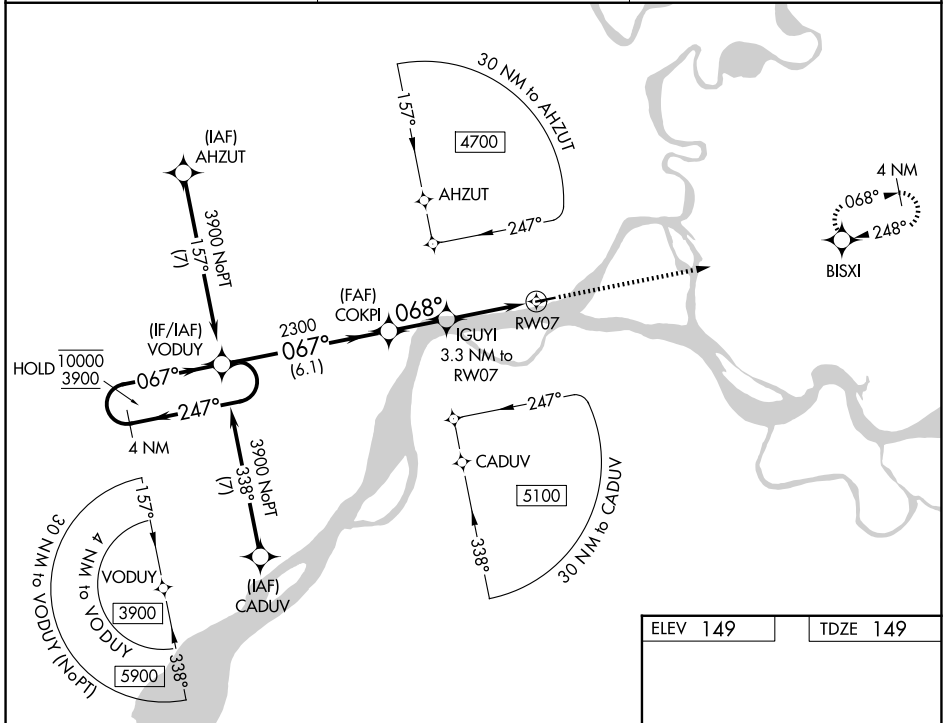 30 NM to AHZUT
157°
4700
AHZUT
247°
(IAF)
AHZUT
3900 NoPT
157°
(7)
4 NM
068°
248°
BISXI
(FAF)
COKPI
068°
RW07
IGUYI
3.3 NM to
RW07
(IF/IAF)
VODUY
2300
067°
(6.1)
HOLD
10000
3900
067°
247°
4 NM
3900 NoPT
338°
(7)
(IAF)
CADUV
247°
CADUV
5100
338°
30 NM to CADUV
157°
VODUY
3900
5900
338°
4 NM to VODUY
30 NM to VODUY (NoPT)
ELEV 149
TDZE 149